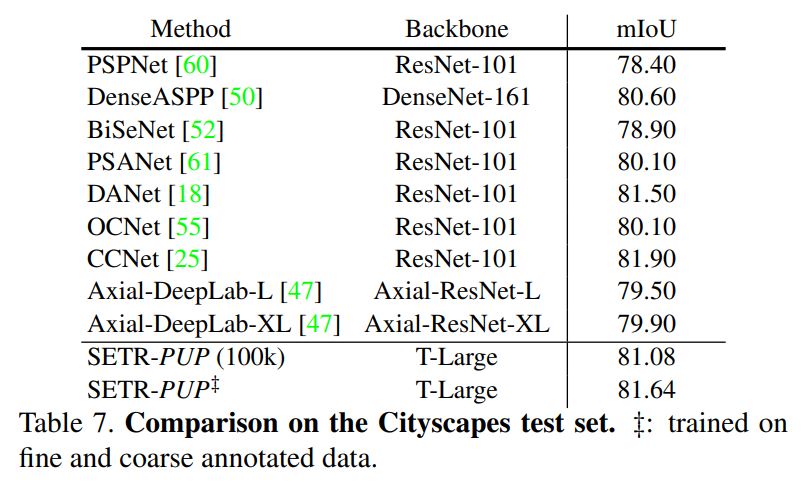 Method Backbone mIoU
PSPNet [60] ResNet-101 78.40
DenseASPP [50] DenseNet-161 80.60
BiSeNet [52] ResNet-101 78.90
PSANet [61] ResNet-101 80.10
DANet [18] ResNet-101 81.50
OCNet [55] ResNet-101 80.10
CCNet [25] ResNet-101 81.90
Axial-DeepLab-L [47] Axial-ResNet-L 79.50
Axial-DeepLab-XL [47] Axial-ResNet-XL 79.90
SETR-PUP (100k) T-Large 81.08
SETR-PUP‡ T-Large 81.64
Table 7. Comparison on the Cityscapes test set. ‡: trained on
fine and coarse annotated data.